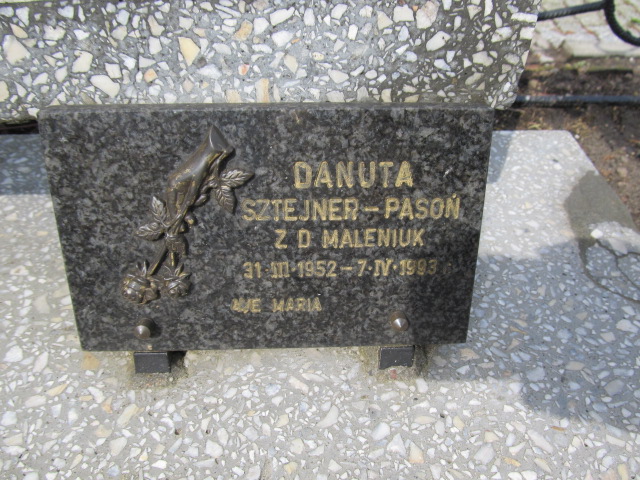 DANUTA
SZTEJNER-PASOŃ
Z D MALENIUK
31·III·1952-7·IV·1993
AVE MARIA